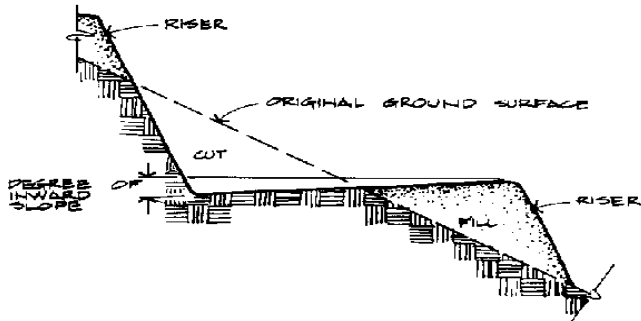 RISER
ORIGINAL GROUND SURFACE
CUT
DEGREE OF
INWARD
SLOPE
RISER
FILL